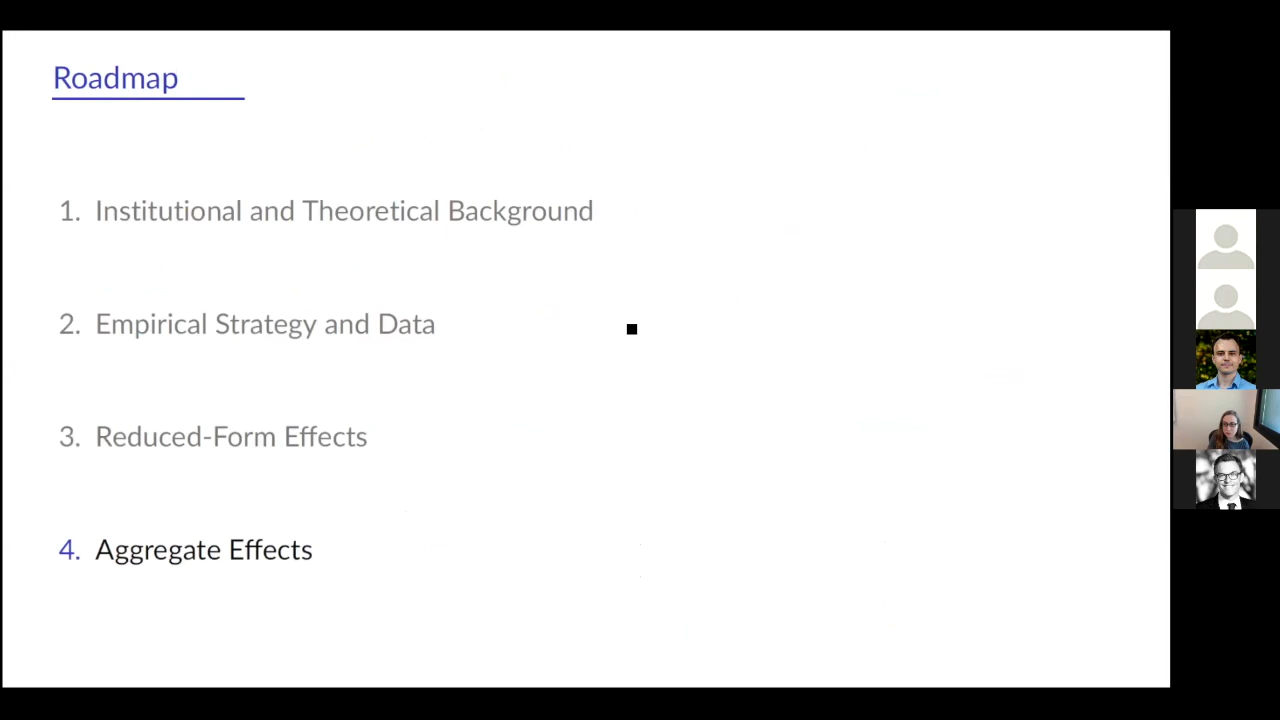 Roadmap
1. Institutional and Theoretical Background
2. Empirical Strategy and Data
3. Reduced-Form Effects
4. Aggregate Effects